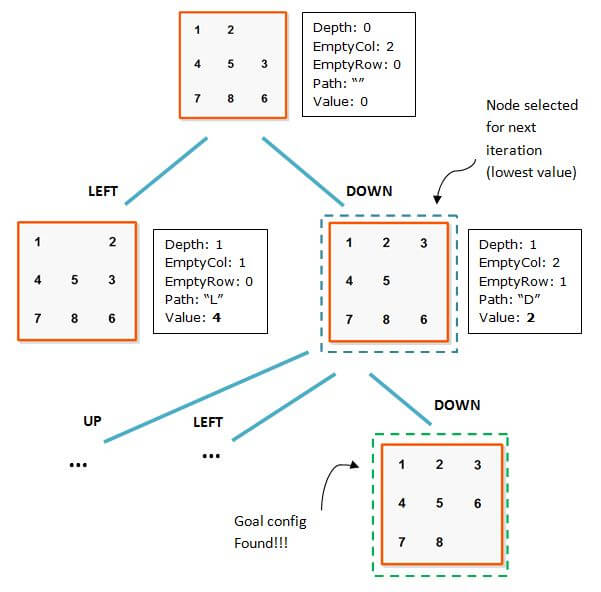 1 2
4 5 3
7 8 6
Depth: 0
EmptyCol: 2
EmptyRow: 0
Path: “”
Value: 0
Node selected
for next
iteration
(lowest value)
LEFT
DOWN
1 2
4 5 3
7 8 6
Depth: 1
EmptyCol: 1
EmptyRow: 0
Path: “L”
Value: 4
1 2 3
4 5
7 8 6
Depth: 1
EmptyCol: 2
EmptyRow: 1
Path: “D”
Value: 2
UP
...
LEFT
...
DOWN
1 2 3
4 5 6
7 8
Goal config
Found!!!